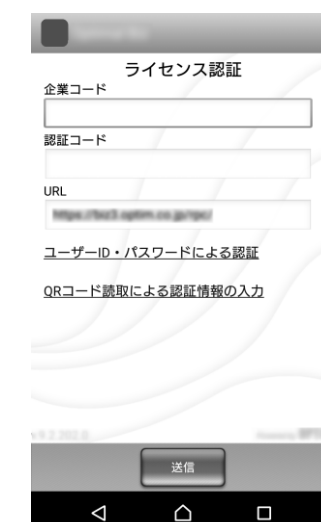 ライセンス認証
企業コード
認証コード
URL
ユーザーID・パスワードによる認証
QRコード読取による認証情報の入力
送信